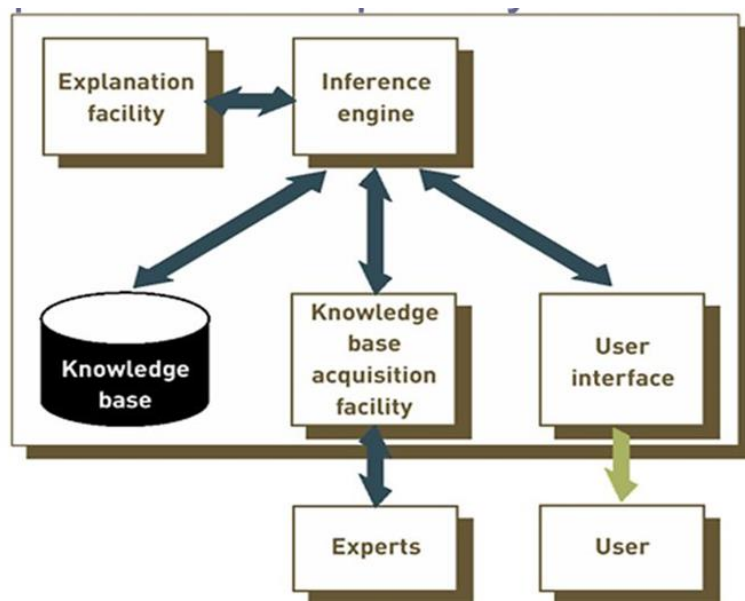 Explanation
facility
Inference
engine
Knowledge
base
Knowledge
base
acquisition
facility
User
interface
Experts
User